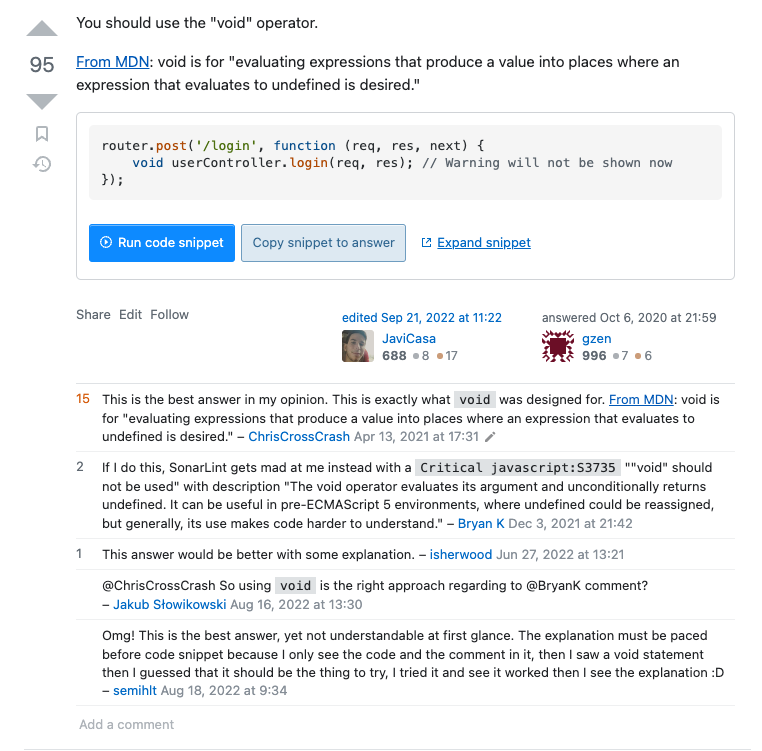 You should use the "void" operator.
95
From MDN: void is for "evaluating expressions that produce a value into places where an
expression that evaluates to undefined is desired."
router.post('/login', function (req, res, next) {
    void userController.login(req, res); // Warning will not be shown now
});
Run code snippet
Copy snippet to answer
Expand snippet
Share Edit Follow
edited Sep 21, 2022 at 11:22
JaviCasa
688 8 17
answered Oct 6, 2020 at 21:59
gzen
996 7 6
15
This is the best answer in my opinion. This is exactly what void was designed for. From MDN: void is
for "evaluating expressions that produce a value into places where an expression that evaluates to
undefined is desired." – ChrisCrossCrash Apr 13, 2021 at 17:31
2
If I do this, SonarLint gets mad at me instead with a Critical javascript:S3735 ""void" should
not be used" with description "The void operator evaluates its argument and unconditionally returns
undefined. It can be useful in pre-ECMAScript 5 environments, where undefined could be reassigned,
but generally, its use makes code harder to understand." – Bryan K Dec 3, 2021 at 21:42
1
This answer would be better with some explanation. – isherwood Jun 27, 2022 at 13:21
@ChrisCrossCrash So using void is the right approach regarding to @BryanK comment?
– Jakub Słowikowski Aug 16, 2022 at 13:30
Omg! This is the best answer, yet not understandable at first glance. The explanation must be paced
before code snippet because I only see the code and the comment in it, then I saw a void statement
then I guessed that it should be the thing to try, I tried it and see it worked then I see the explanation :D
– semihlt Aug 18, 2022 at 9:34
Add a comment